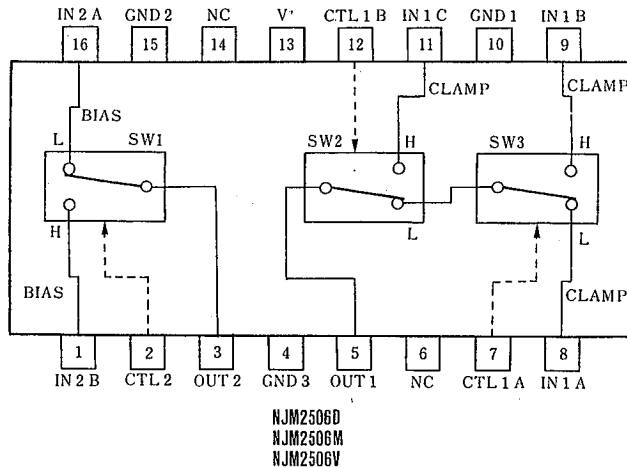 IN 2 A GND 2 NC V+ CTL 1 B IN 1 C GND 1 IN 1 B
16 15 14 13 12 11 10 9
BIAS CLAMP CLAMP
L SW1 SW2 H SW3 H
H L L
BIAS CLAMP
1 2 3 4 5 6 7 8
IN 2 B CTL 2 OUT 2 GND 3 OUT 1 NC CTL 1 A IN 1 A
NJM2506D
NJM2506M
NJM2506V